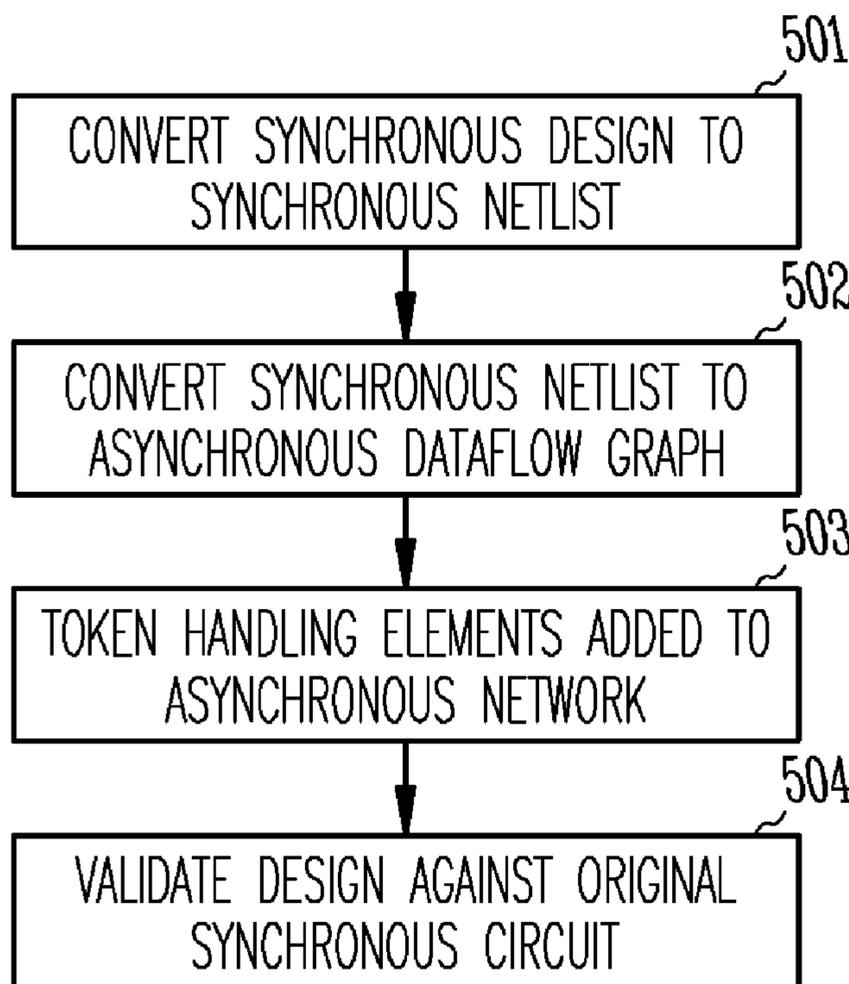 501
CONVERT SYNCHRONOUS DESIGN TO
SYNCHRONOUS NETLIST
502
CONVERT SYNCHRONOUS NETLIST TO
ASYNCHRONOUS DATAFLOW GRAPH
503
TOKEN HANDLING ELEMENTS ADDED TO
ASYNCHRONOUS NETWORK
504
VALIDATE DESIGN AGAINST ORIGINAL
SYNCHRONOUS CIRCUIT